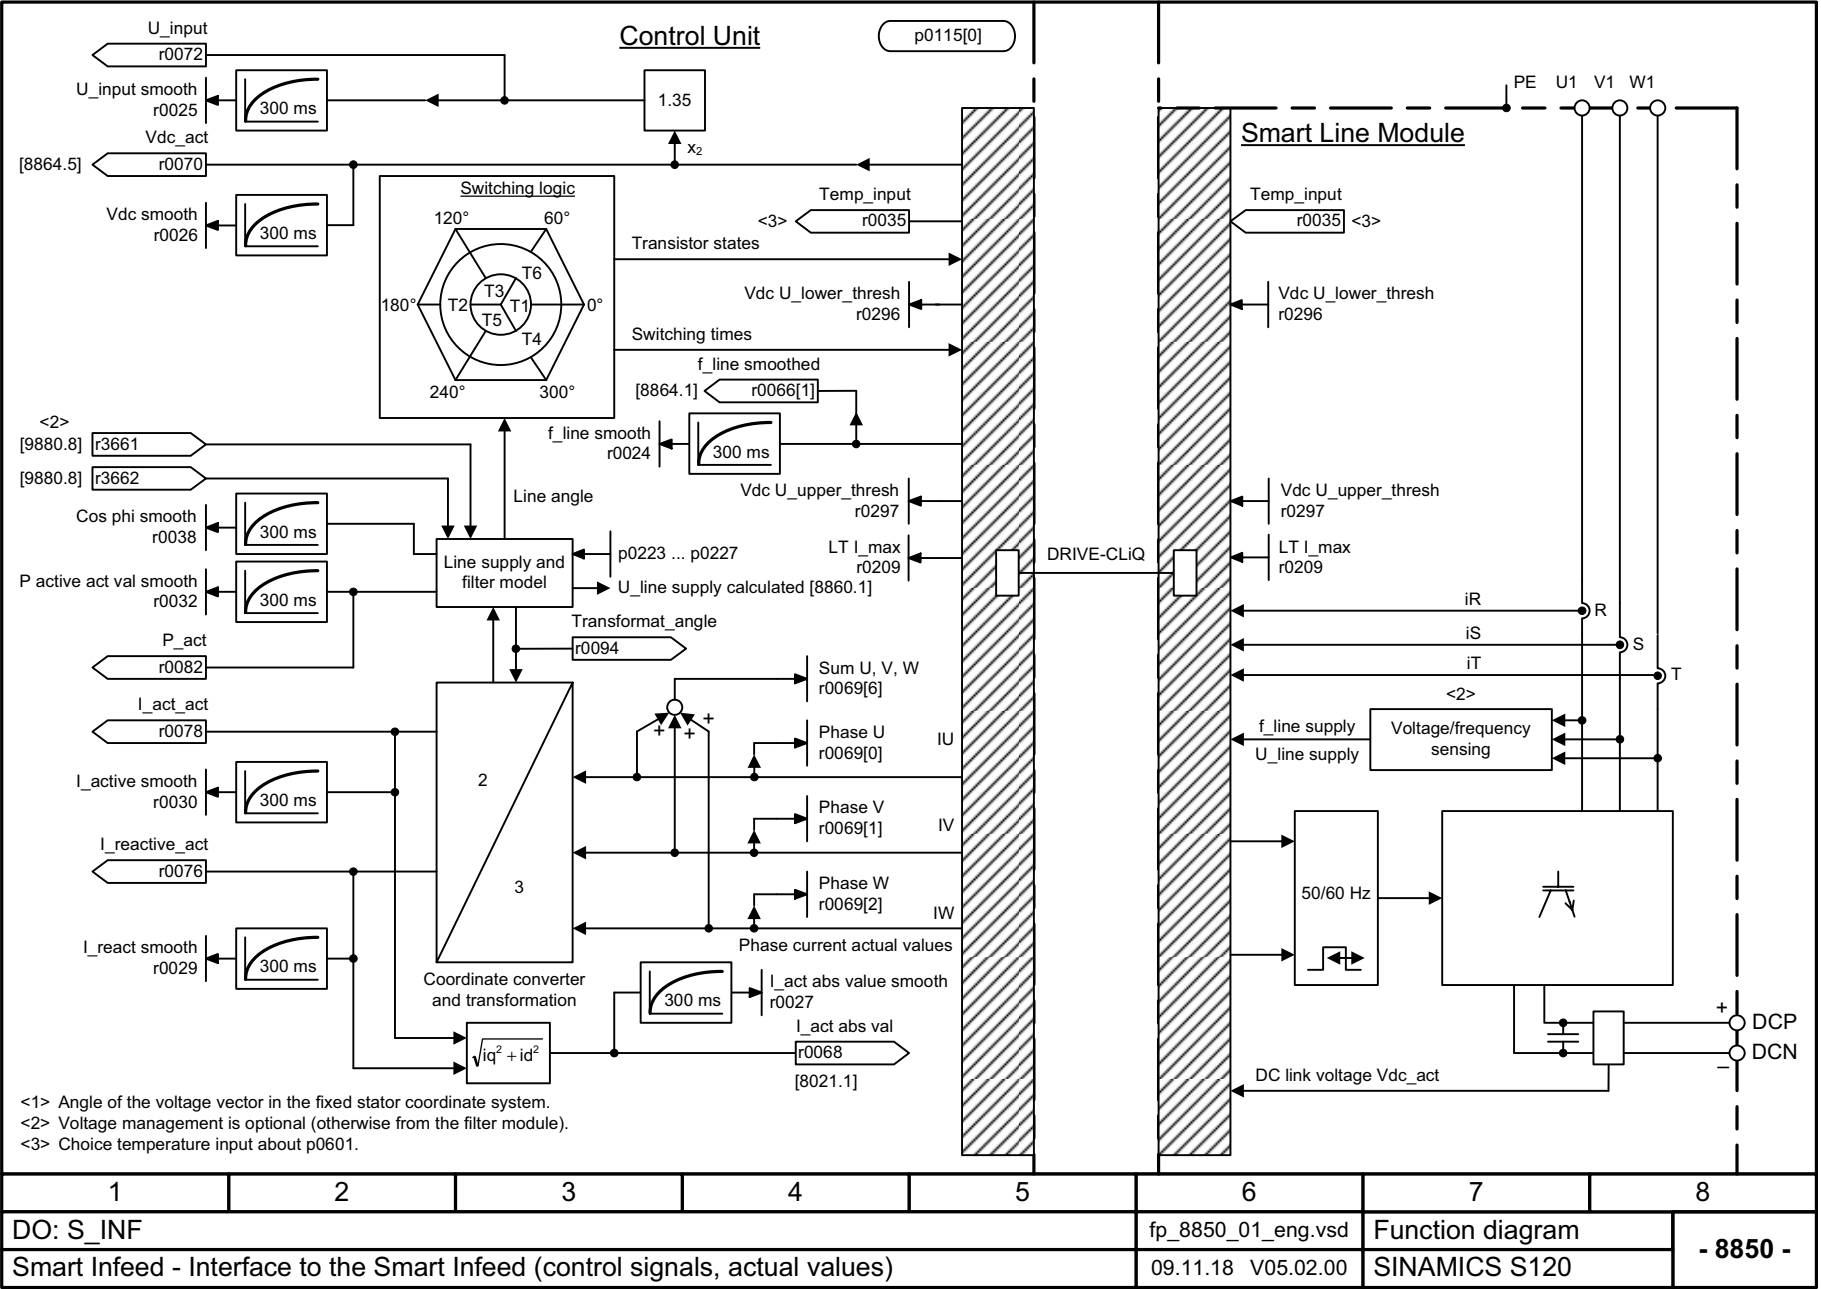 Control Unit
p0115[0]
U_input
r0072
U_input smooth
r0025
300 ms
1.35
x2
Vdc_act
[8864.5]
r0070
Vdc smooth
r0026
300 ms
Switching logic
120°
60°
180°
0°
240°
300°
T6
T3
T2
T1
T5
T4
Transistor states
Switching times
Temp_input
<3>
r0035
Vdc U_lower_thresh
r0296
f_line smoothed
[8864.1]
r0066[1]
f_line smooth
r0024
300 ms
Vdc U_upper_thresh
r0297
LT I_max
r0209
<2>
[9880.8]
r3661
[9880.8]
r3662
Line angle
Cos phi smooth
r0038
300 ms
P active act val smooth
r0032
300 ms
P_act
r0082
Line supply and
filter model
p0223 ... p0227
U_line supply calculated [8860.1]
Transformat_angle
r0094
I_act_act
r0078
I_active smooth
r0030
300 ms
I_reactive_act
r0076
I_react smooth
r0029
300 ms
2
3
Coordinate converter
and transformation
Sum U, V, W
r0069[6]
+
+
+
Phase U
r0069[0]
IU
Phase V
r0069[1]
IV
Phase W
r0069[2]
IW
Phase current actual values
300 ms
I_act abs value smooth
r0027
√iq² + id²
I_act abs val
r0068
[8021.1]
DRIVE-CLiQ
Smart Line Module
PE
U1
V1
W1
Temp_input
r0035
<3>
Vdc U_lower_thresh
r0296
Vdc U_upper_thresh
r0297
LT I_max
r0209
iR
R
iS
S
iT
T
<2>
f_line supply
U_line supply
Voltage/frequency
sensing
50/60 Hz
+
DCP
DCN
–
DC link voltage Vdc_act
<1> Angle of the voltage vector in the fixed stator coordinate system.
<2> Voltage management is optional (otherwise from the filter module).
<3> Choice temperature input about p0601.
1 2 3 4 5 6 7 8
DO: S_INF
fp_8850_01_eng.vsd
Function diagram
- 8850 -
Smart Infeed - Interface to the Smart Infeed (control signals, actual values)
09.11.18 V05.02.00
SINAMICS S120